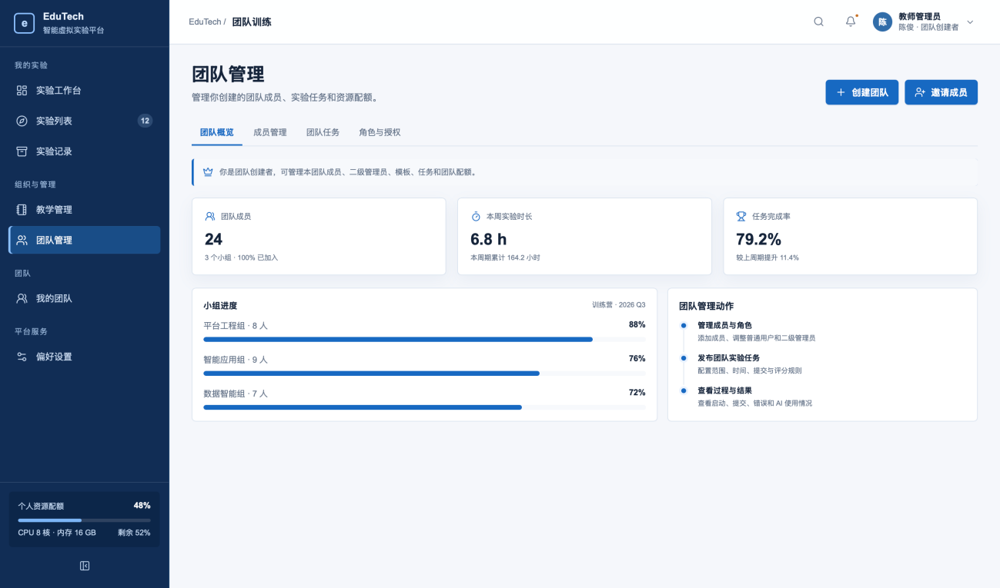 e
EduTech
智能虚拟实验平台
我的实验
实验工作台
实验列表
12
实验记录
组织与管理
教学管理
团队管理
团队
我的团队
平台服务
偏好设置
个人资源配额
48%
CPU 8 核 · 内存 16 GB
剩余 52%
EduTech / 团队训练
陈
教师管理员
陈俊 · 团队创建者
团队管理
管理你创建的团队成员、实验任务和资源配额。
创建团队
邀请成员
团队概览
成员管理
团队任务
角色与授权
你是团队创建者，可管理本团队成员、二级管理员、模板、任务和团队配额。
团队成员
24
3 个小组 · 100% 已加入
本周实验时长
6.8 h
本周期累计 164.2 小时
任务完成率
79.2%
较上周期提升 11.4%
小组进度
训练营 · 2026 Q3
平台工程组 · 8 人
88%
智能应用组 · 9 人
76%
数据智能组 · 7 人
72%
团队管理动作
管理成员与角色
添加成员、调整普通用户和二级管理员
发布团队实验任务
配置范围、时间、提交与评分规则
查看过程与结果
查看启动、提交、错误和 AI 使用情况